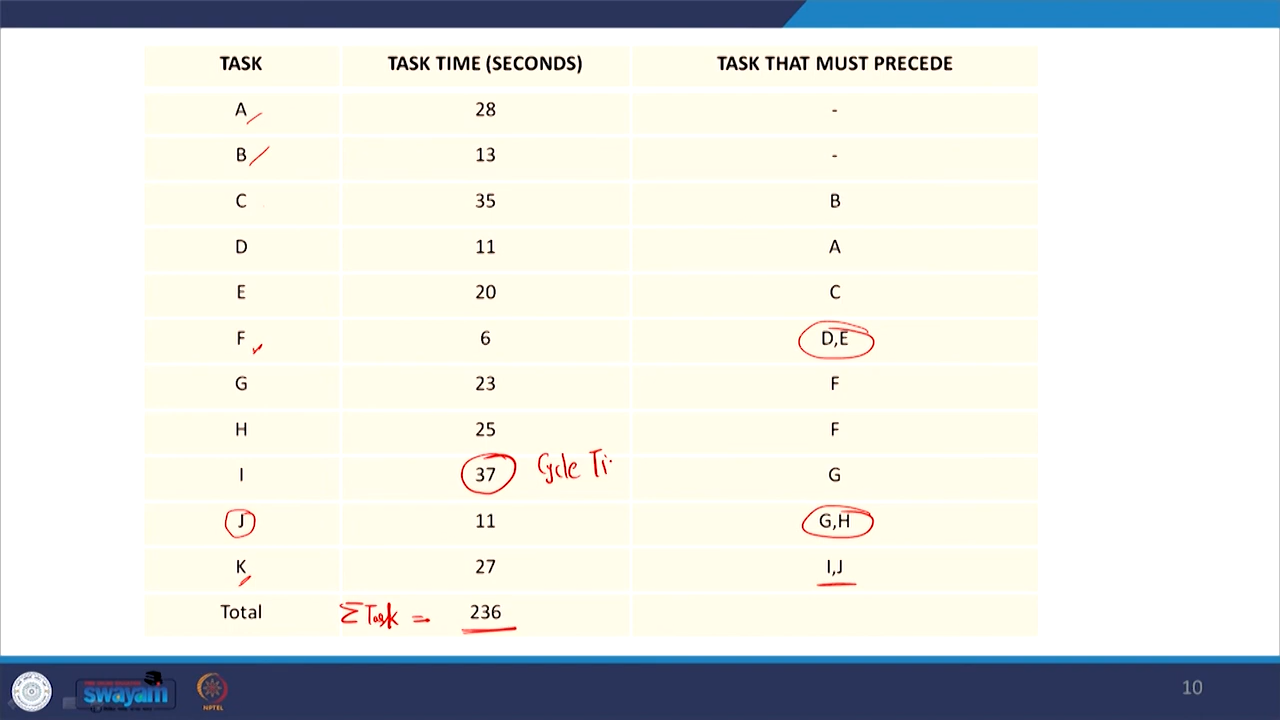 TASK TASK TIME (SECONDS) TASK THAT MUST PRECEDE
A 28 -
B 13 -
C 35 B
D 11 A
E 20 C
F 6 D,E
G 23 F
H 25 F
I 37 Cycle Ti G
J 11 G,H
K 27 I,J
Total ΣTask = 236
swayam NPTEL 10